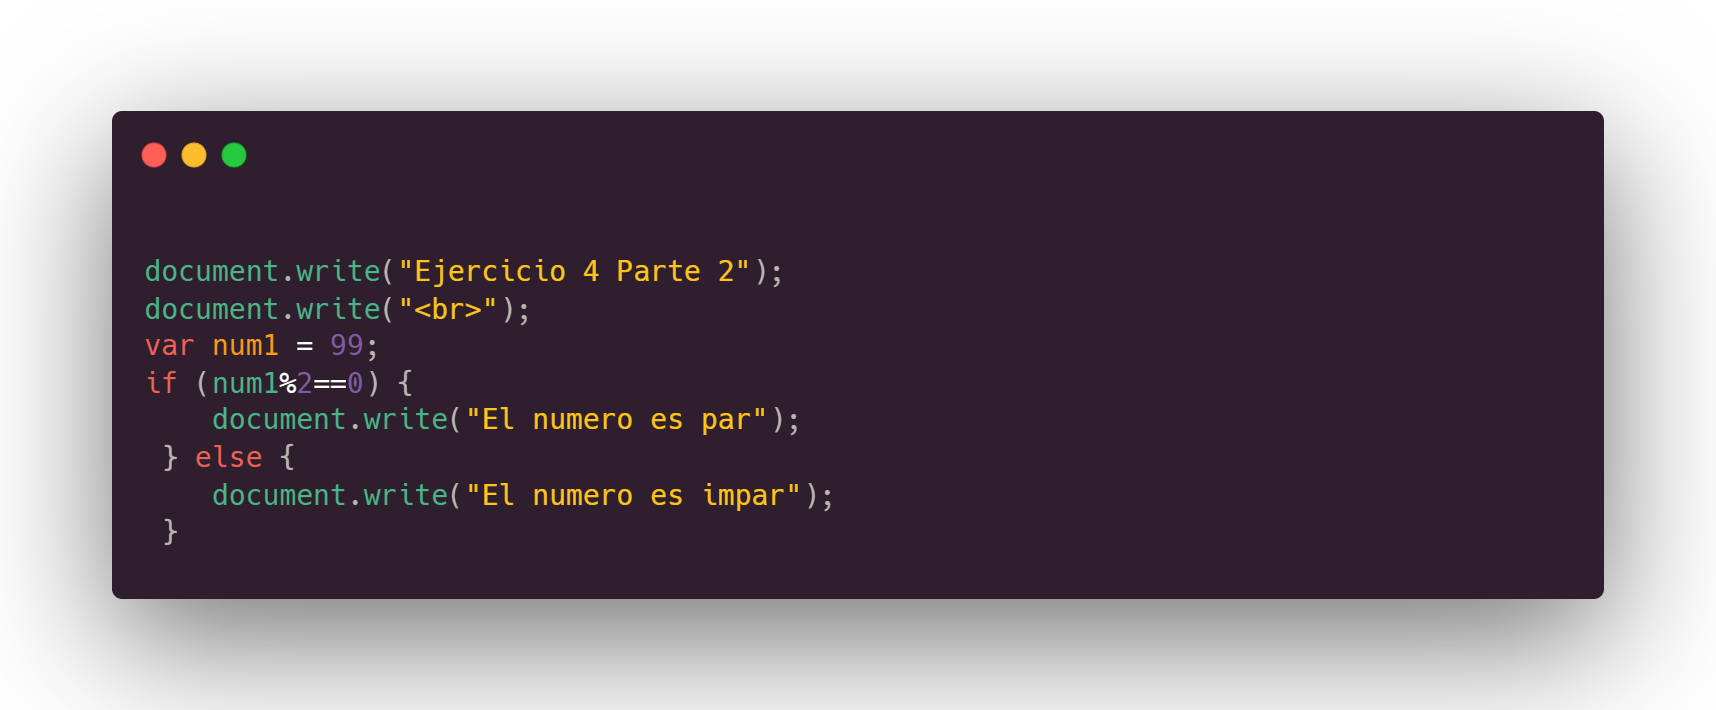 document.write("Ejercicio 4 Parte 2");
document.write("<br>");
var num1 = 99;
if (num1%2==0) {
    document.write("El numero es par");
 } else {
    document.write("El numero es impar");
 }